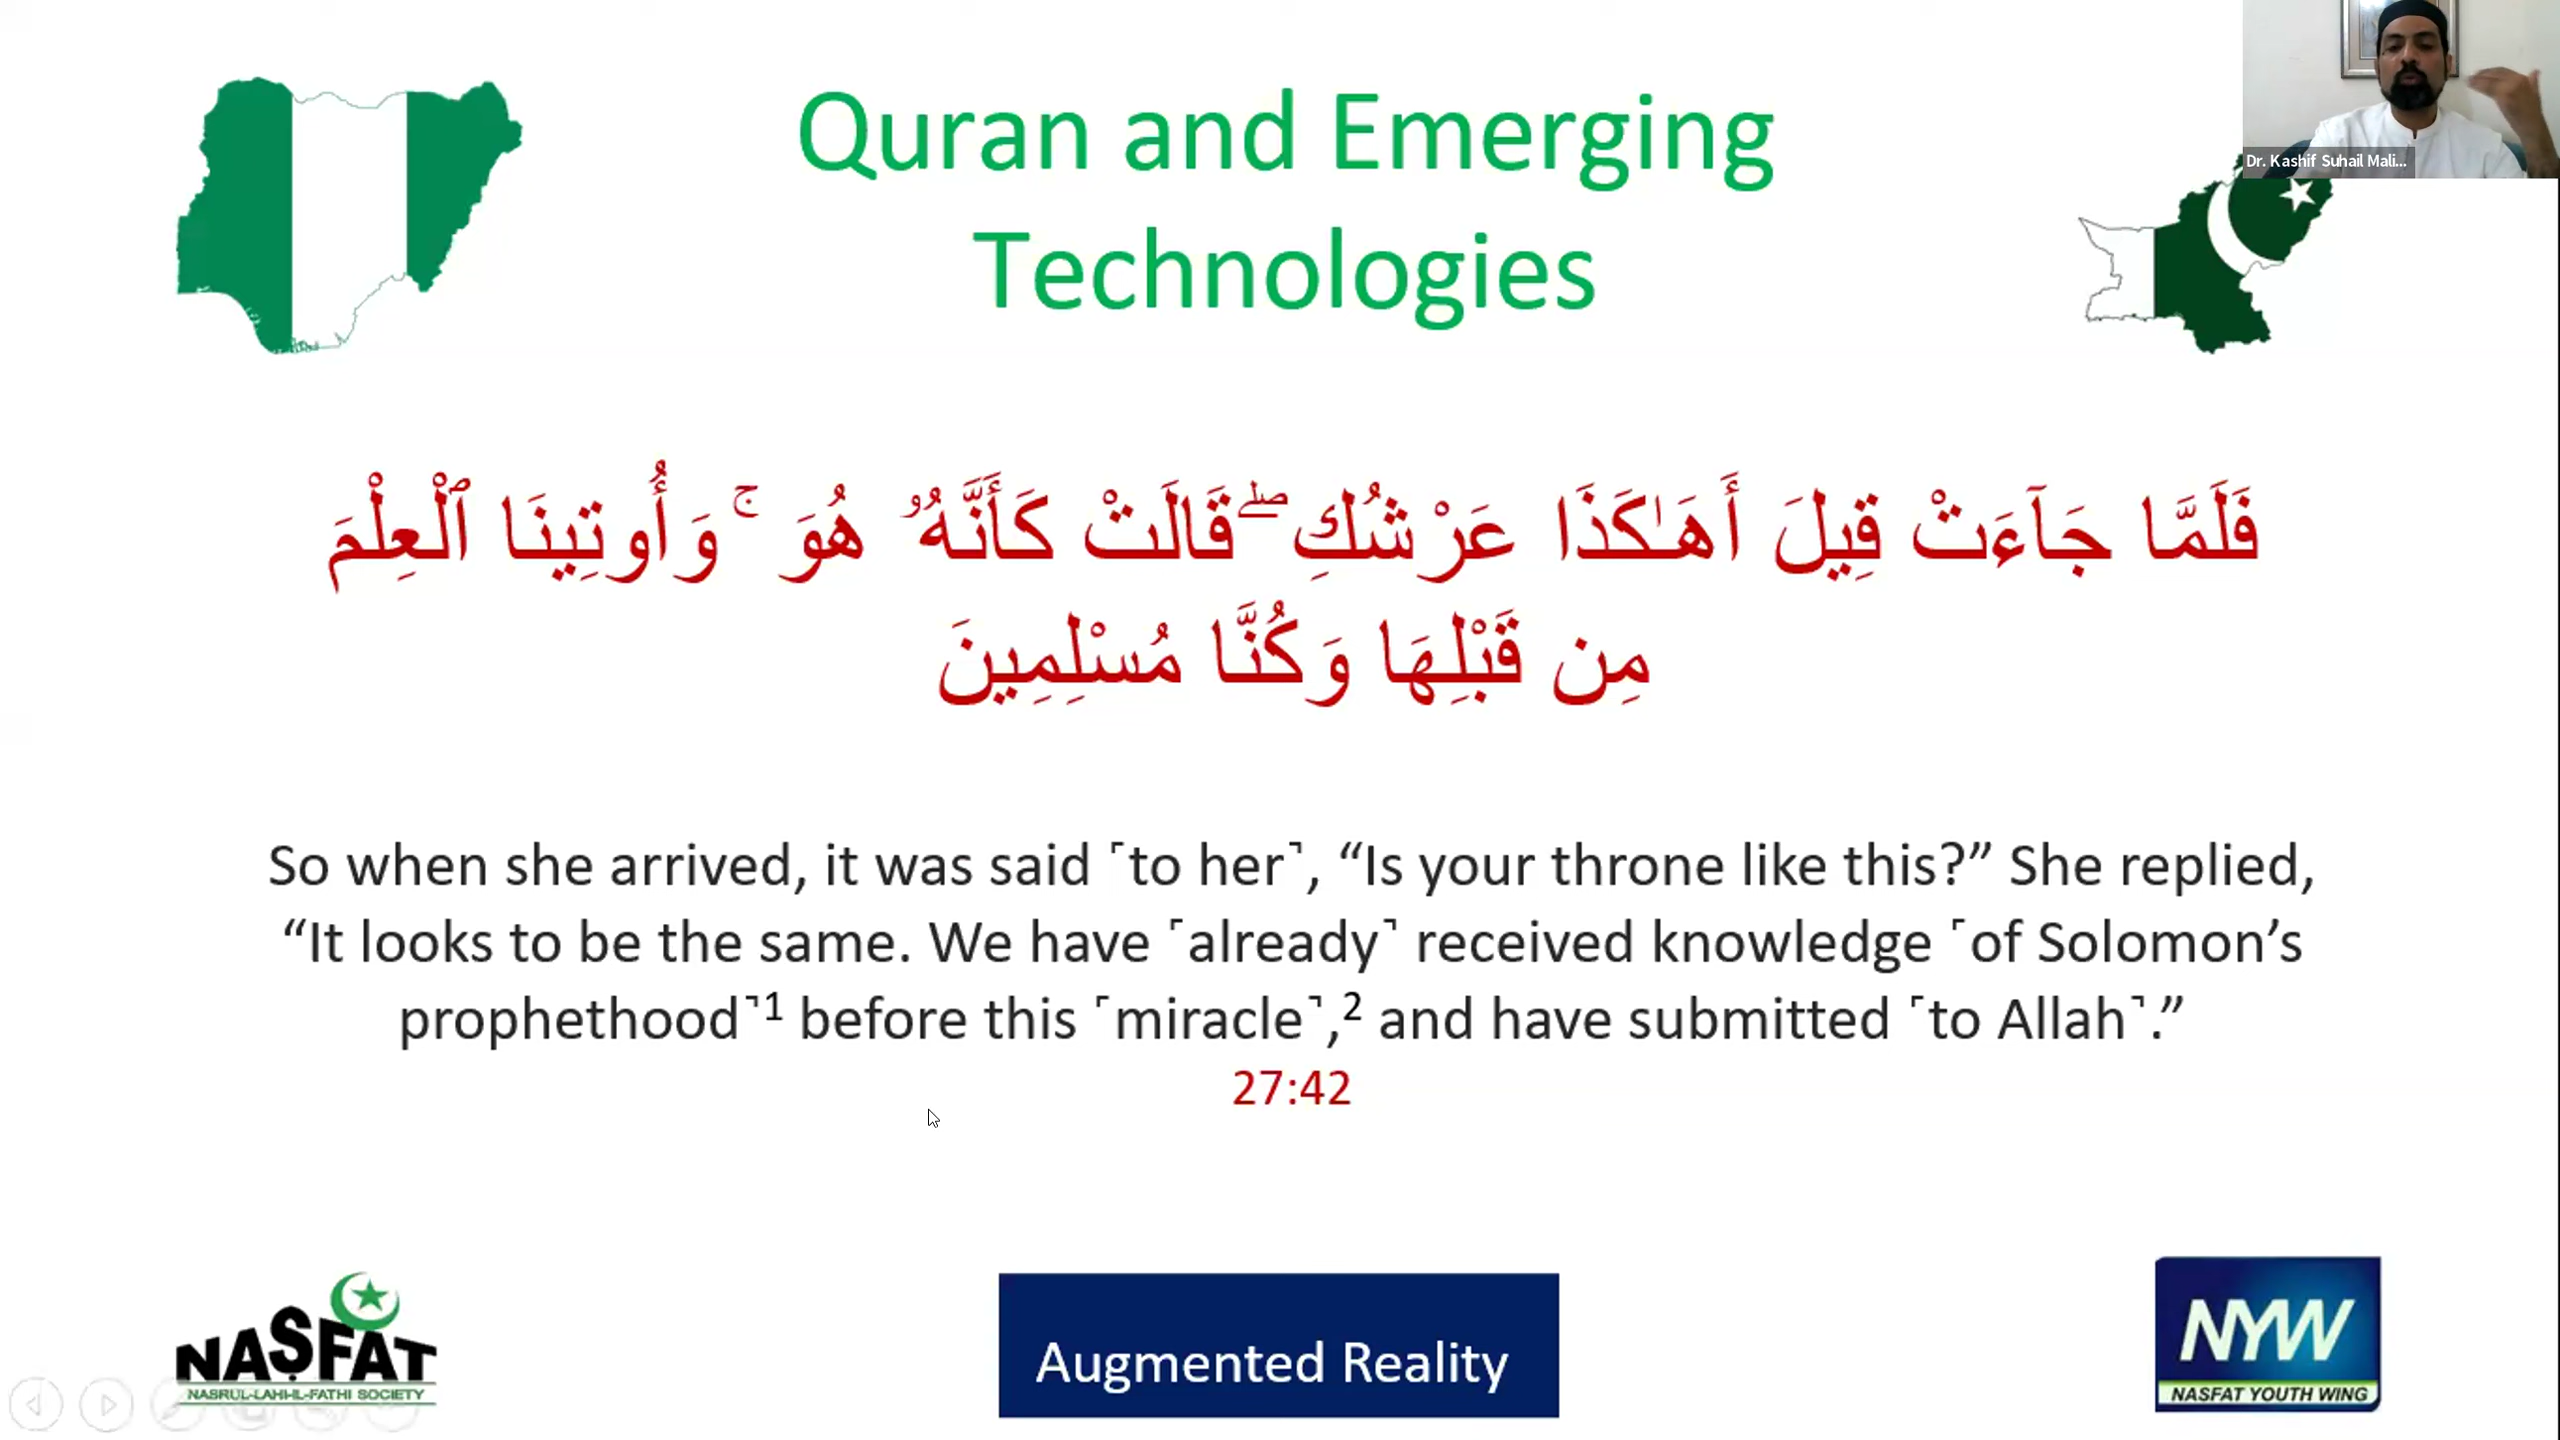 Quran and Emerging
Technologies
Dr. Kashif Suhail Mali...
فَلَمَّا جَآءَتْ قِيلَ أَهَـٰكَذَا عَرْشُكِ ۖ قَالَتْ كَأَنَّهُۥ هُوَ ۚ وَأُوتِينَا ٱلْعِلْمَ
مِن قَبْلِهَا وَكُنَّا مُسْلِمِينَ
So when she arrived, it was said ˹to her˺, “Is your throne like this?” She replied,
“It looks to be the same. We have ˹already˺ received knowledge ˹of Solomon’s
prophethood˺¹ before this ˹miracle˺,² and have submitted ˹to Allah˺.”
27:42
NASFAT
NASRUL-LAHI-IL-FATHI SOCIETY
Augmented Reality
NYW
NASFAT YOUTH WING